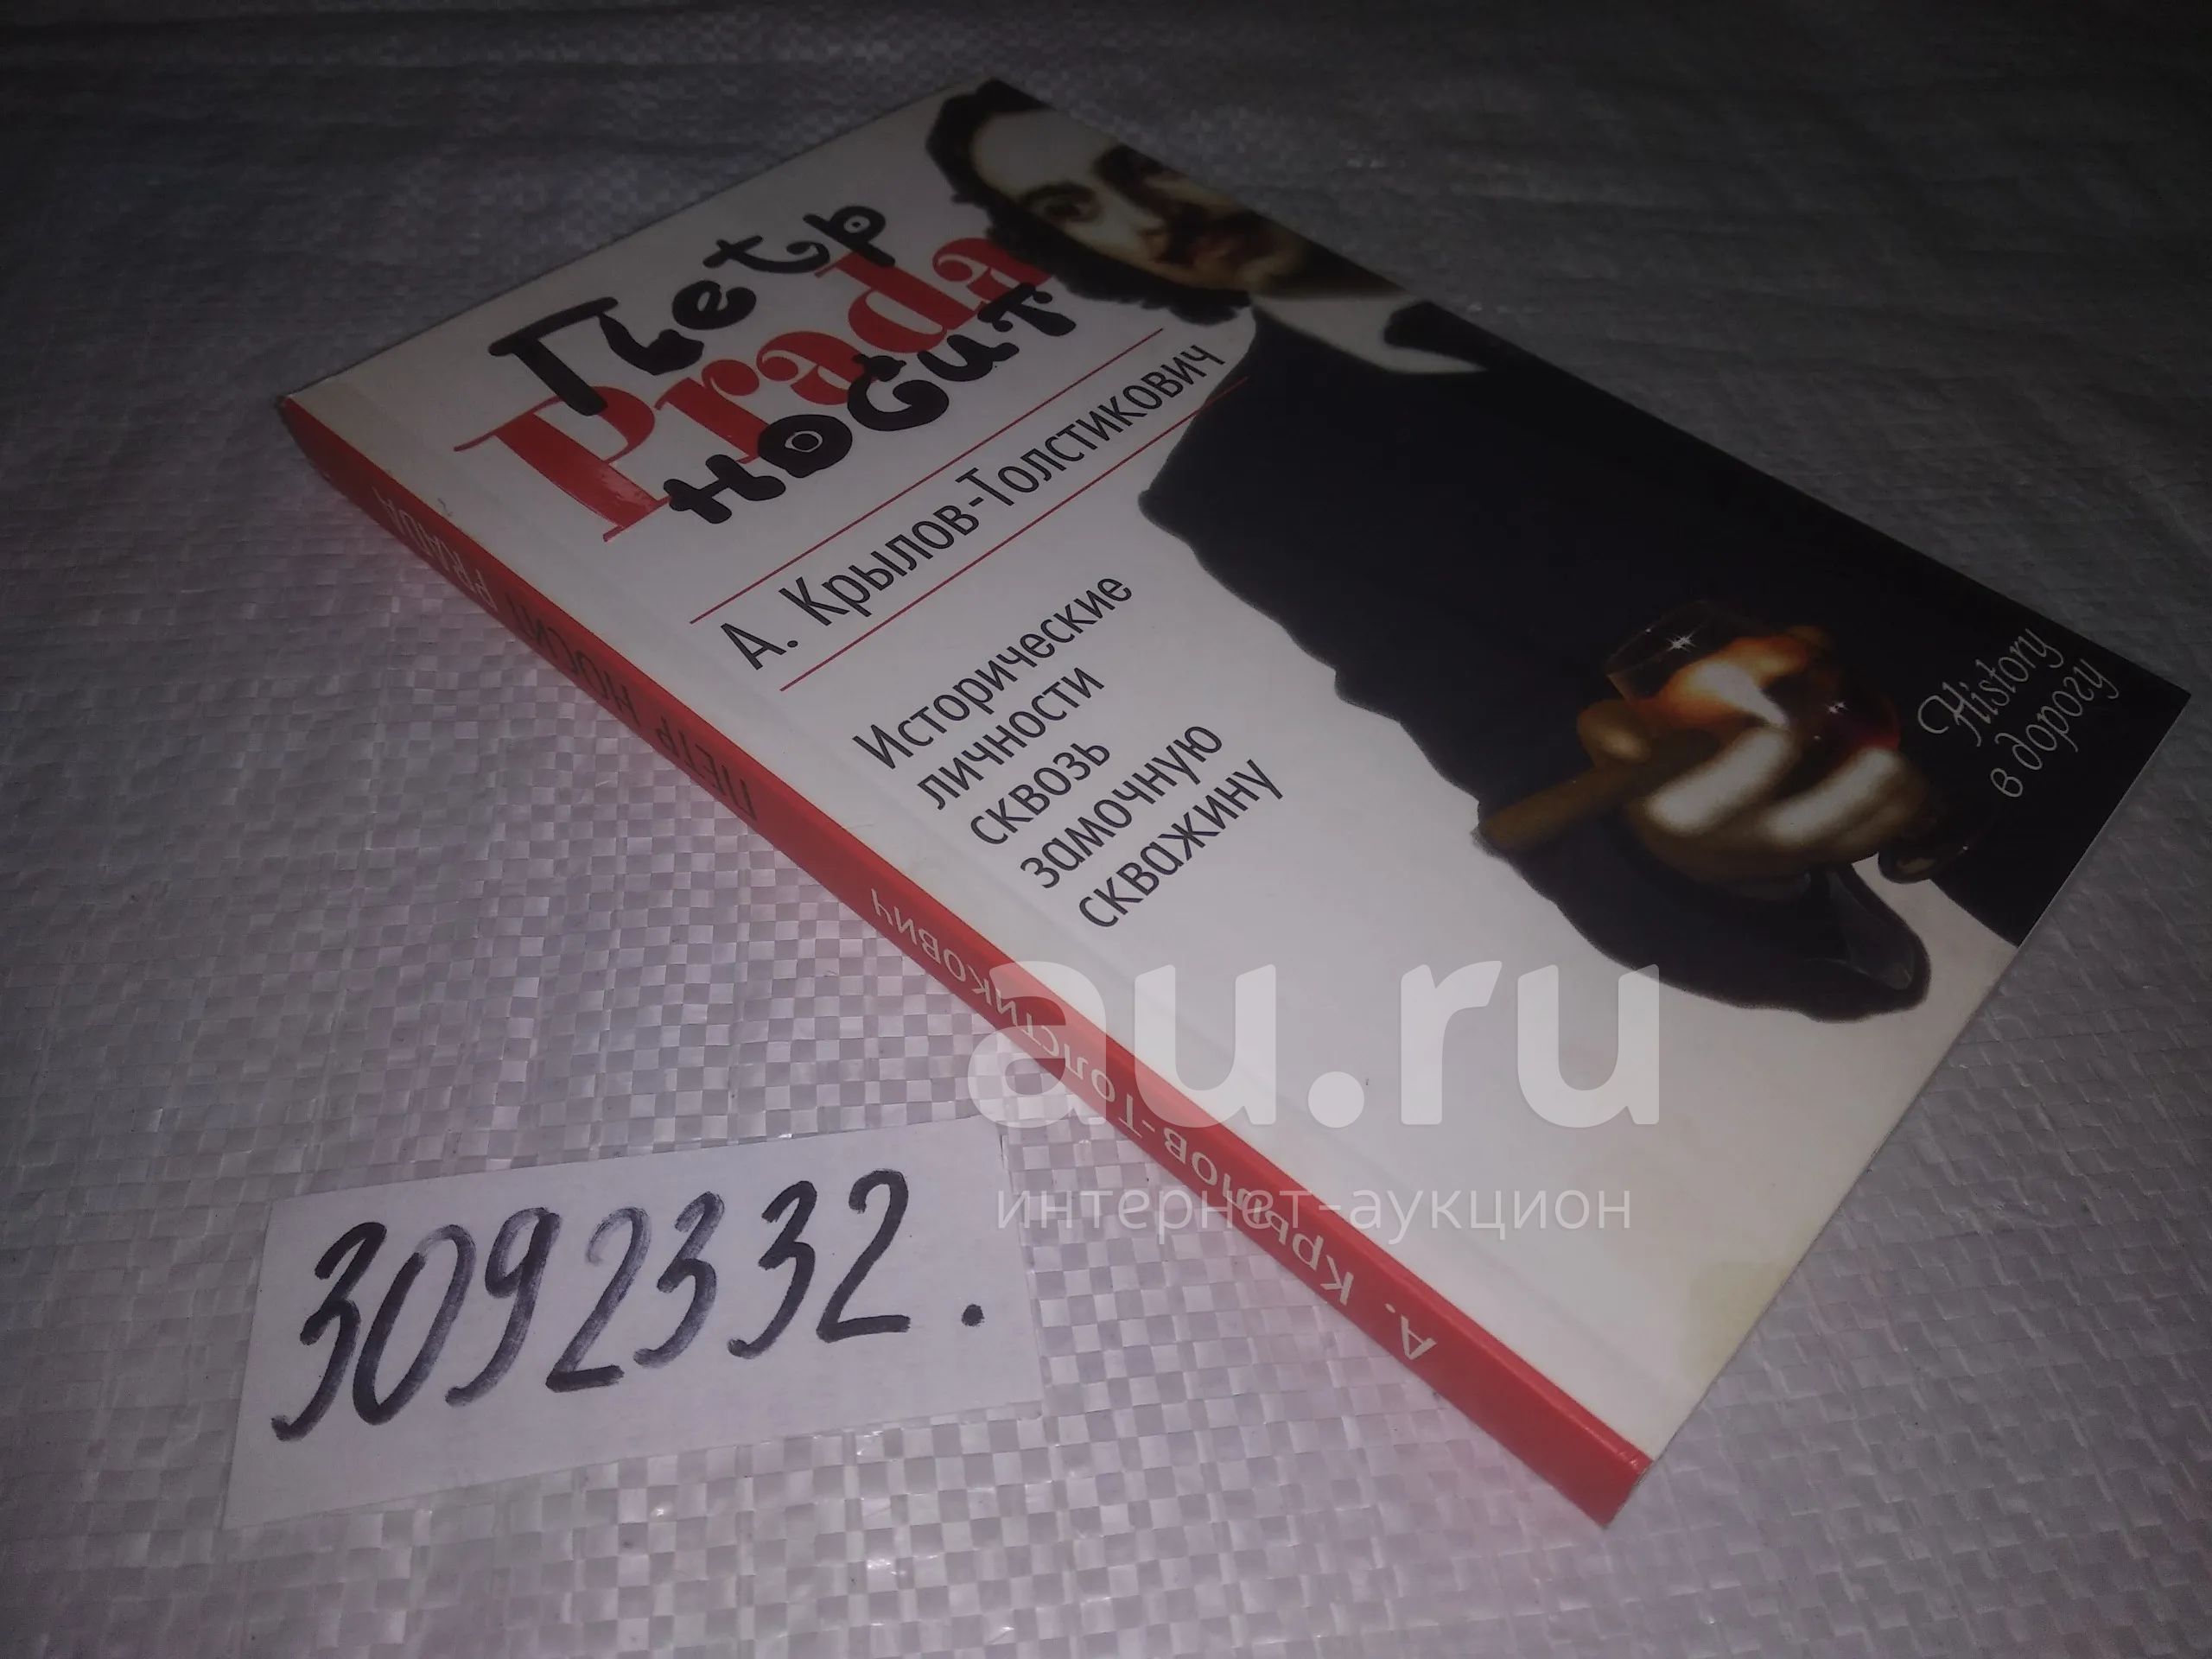 Петр
Prada
носит
А. Крылов-Толстикович
Исторические
личности
сквозь
замочную
скважину
History
в дорогу
А. Крылов-Толстикович ПЕТР НОСИТ PRADA
au.ru
интернет-аукцион
3092332.